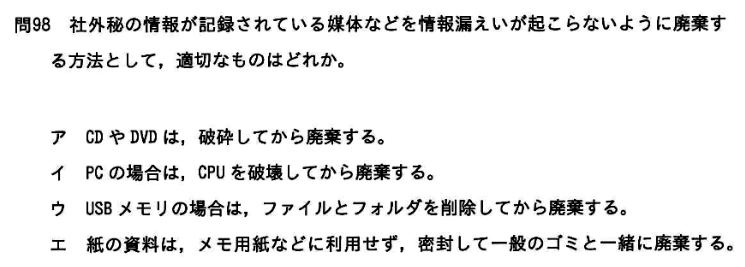 問98 社外秘の情報が記録されている媒体などを情報漏えいが起こらないように廃棄す
る方法として，適切なものはどれか。
ア CD や DVD は，破砕してから廃棄する。
イ PC の場合は，CPU を破壊してから廃棄する。
ウ USB メモリの場合は，ファイルとフォルダを削除してから廃棄する。
エ 紙の資料は，メモ用紙などに利用せず，密封して一般のゴミと一緒に廃棄する。